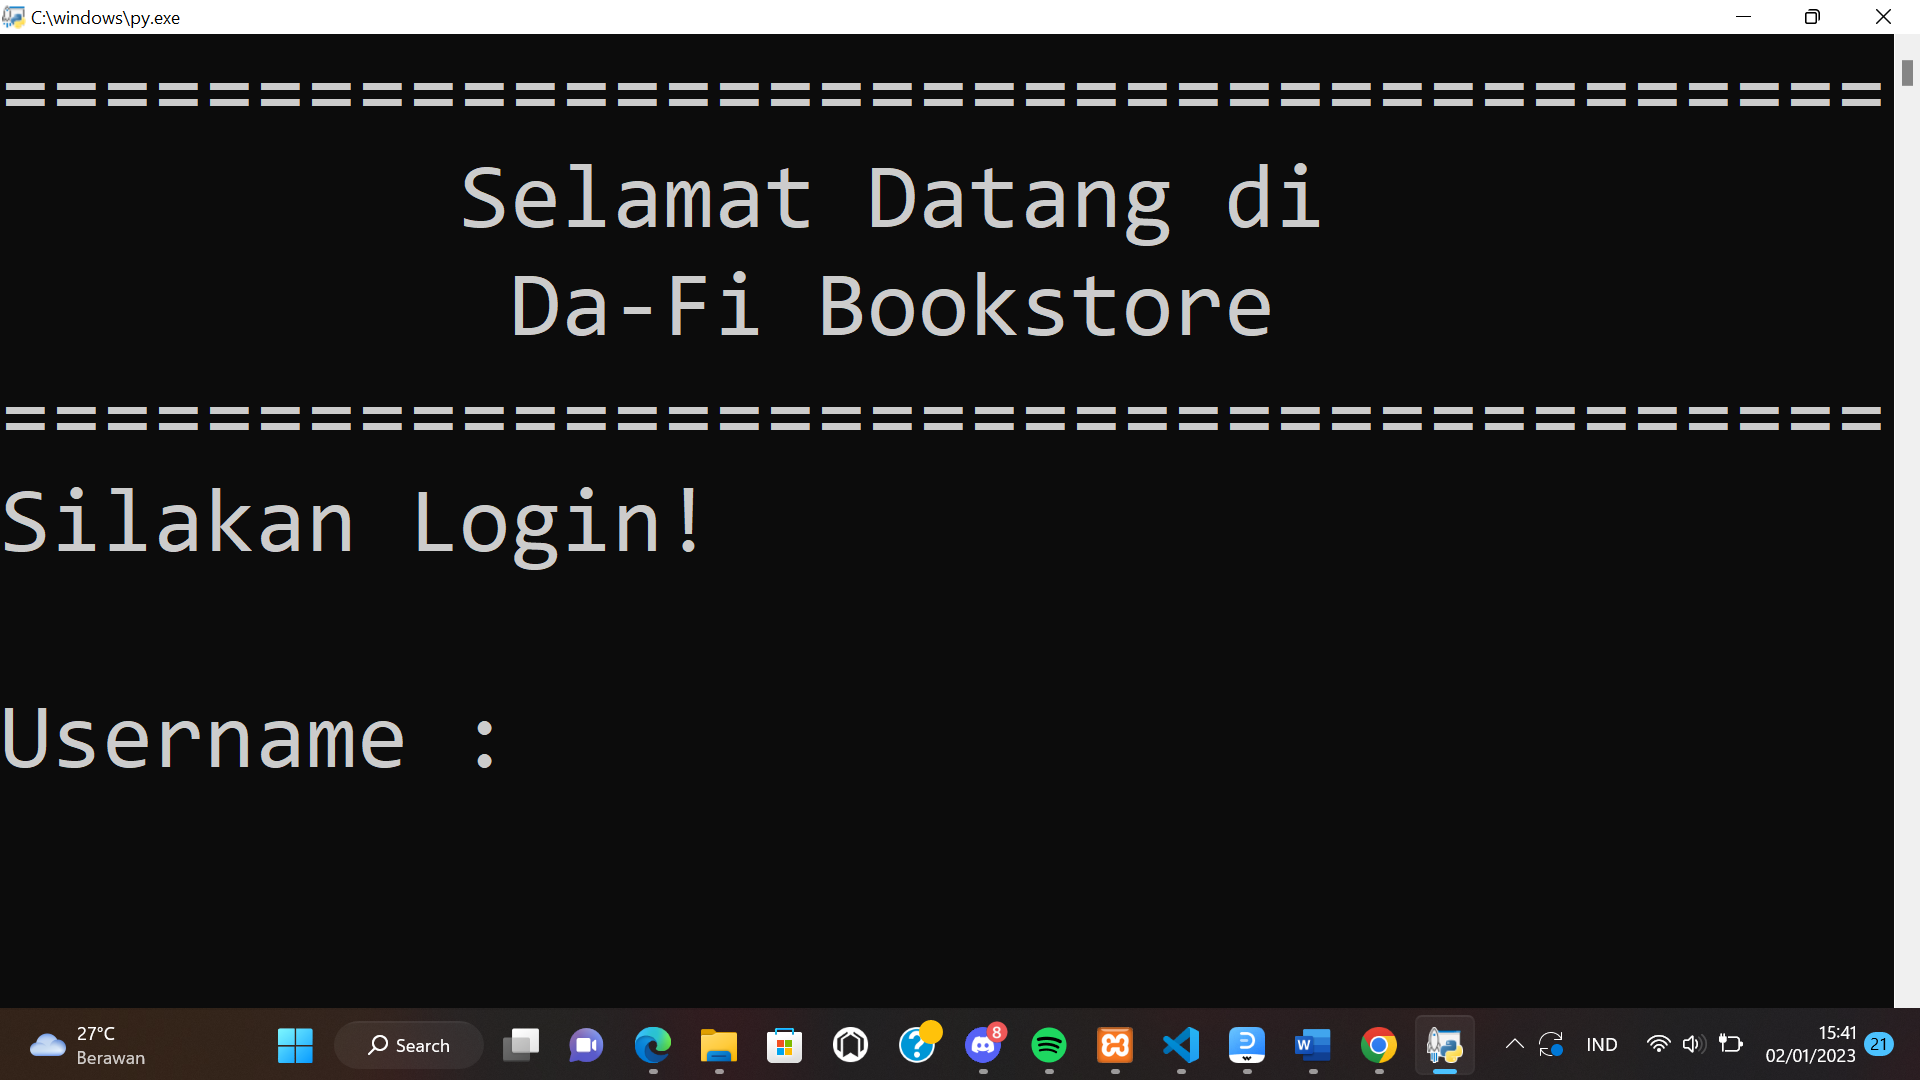 C:\windows\py.exe
=====================================
Selamat Datang di
Da-Fi Bookstore
=====================================
Silakan Login!
Username :
27°C
Berawan
Search
8
IND
15:41
02/01/2023
21